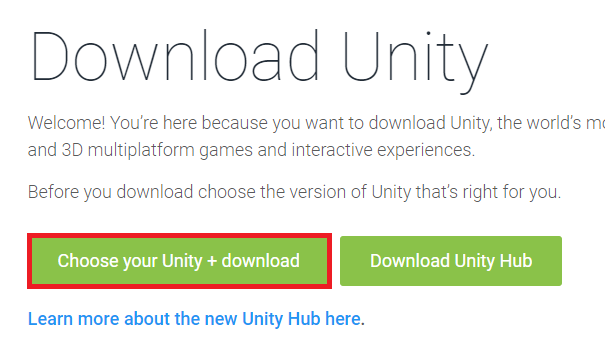 Download Unity
Welcome! You're here because you want to download Unity, the world's
and 3D multiplatform games and interactive experiences.
Before you download choose the version of Unity that's right for you.
Choose your Unity + download
Download Unity Hub
Learn more about the new Unity Hub here.